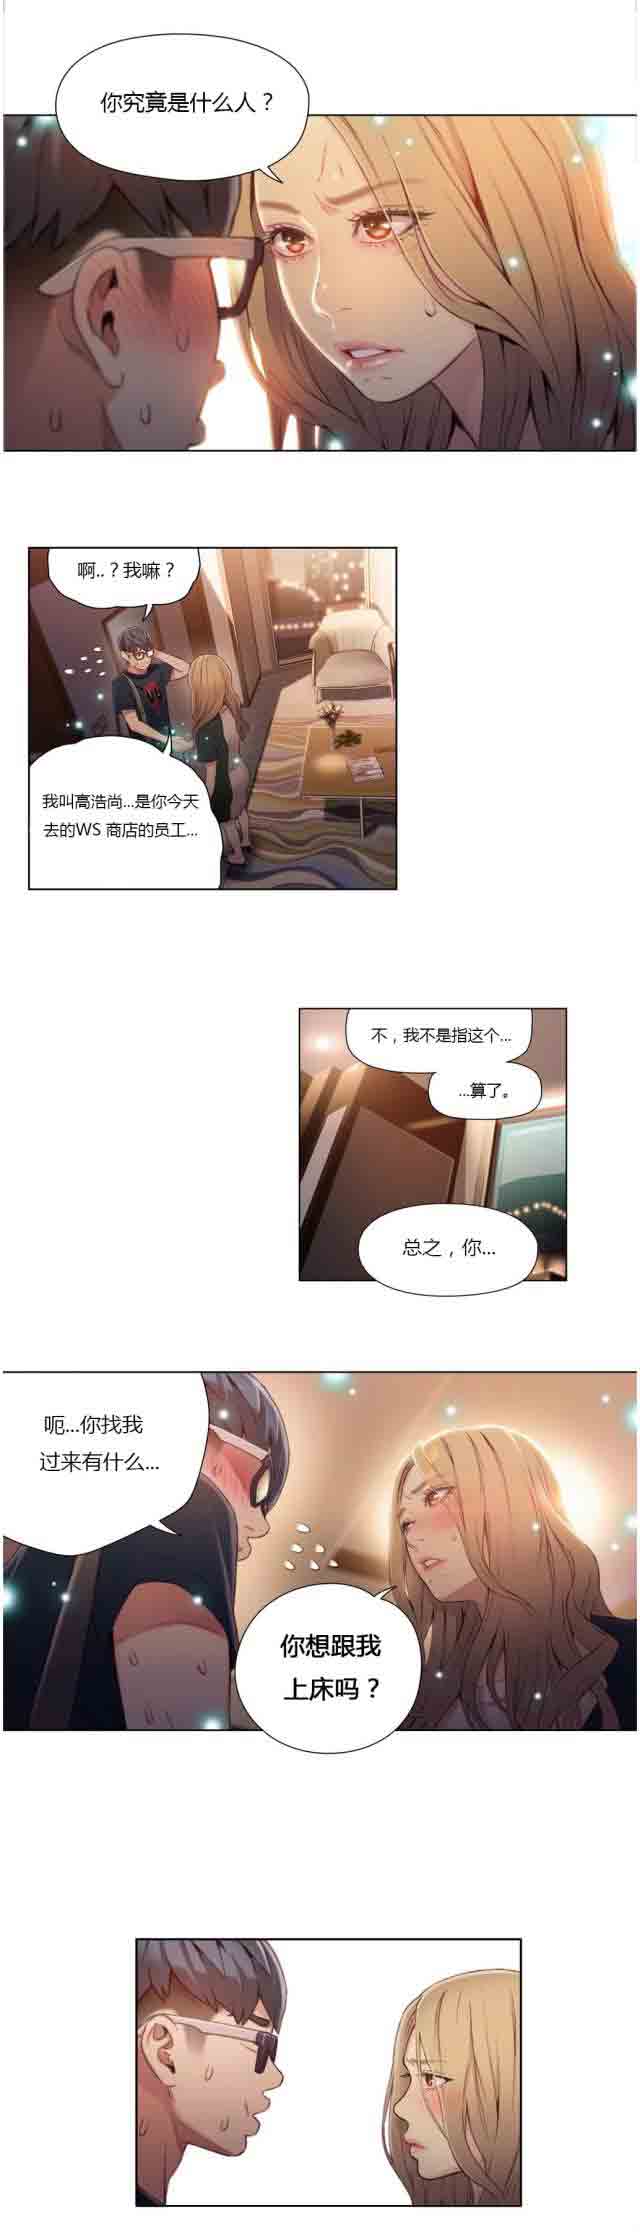 你究竟是什么人？
啊..？我嘛？
我叫高浩尚...是你今天
去的WS 商店的员工...
不，我不是指这个...
...算了。
总之，你...
呃...你找我
过来有什么...
你想跟我
上床吗？